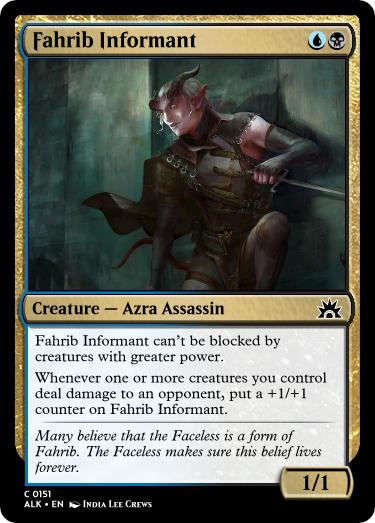 Fahrib Informant
Creature — Azra Assassin
Fahrib Informant can't be blocked by
creatures with greater power.
Whenever one or more creatures you control
deal damage to an opponent, put a +1/+1
counter on Fahrib Informant.
Many believe that the Faceless is a form of
Fahrib. The Faceless makes sure this belief lives
forever.
1/1
C 0151
ALK • EN India Lee Crews